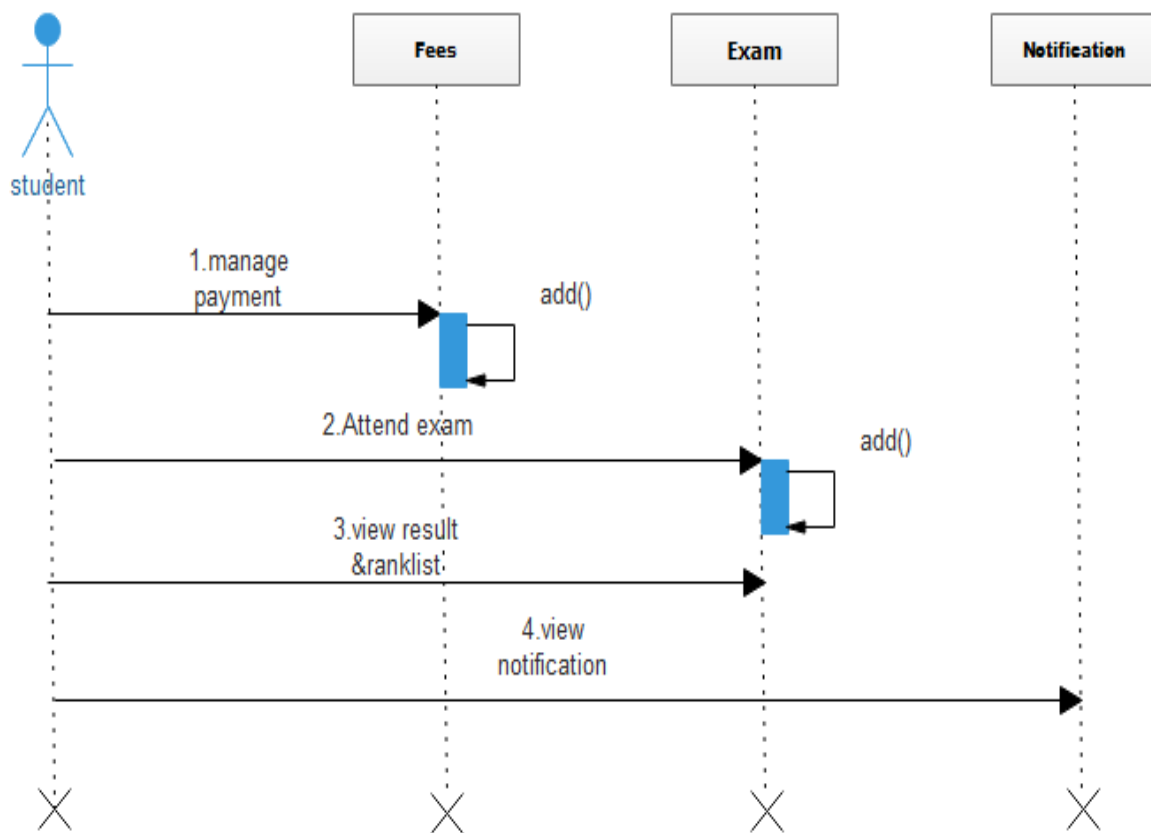 Fees
Exam
Notification
student
1.manage
payment
add()
2.Attend exam
add()
3.view result
&ranklist
4.view
notification